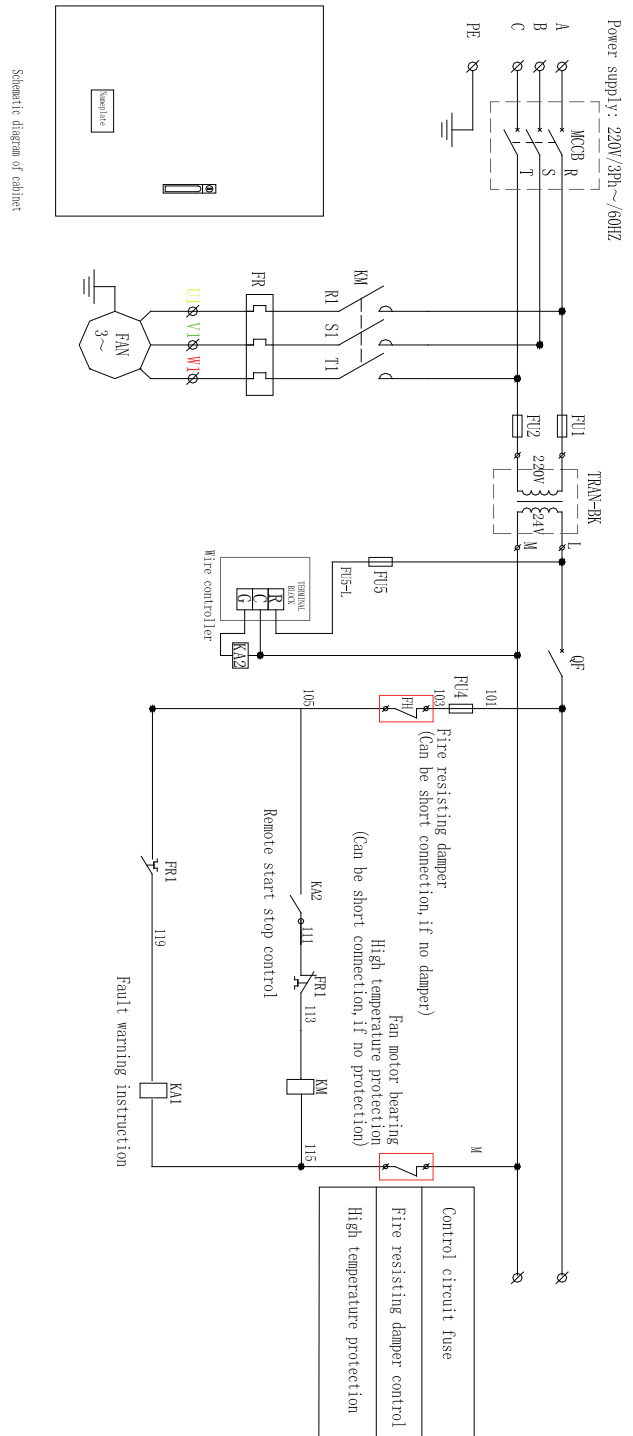 Power supply: 220V/3Ph～/60HZ
A
B
C
PE
MCCB
R
S
T
Nameplate
Schematic diagram of cabinet
KM
R1
S1
T1
FR
U1
V1
W1
FAN
3～
FU1
FU2
TRAN-BK
220V
24V
L
M
FU5
FU5-L
TERMINAL
BLOCK
R
C
G
KA2
Wire controller
QF
101
FU4
103
FH
105
Fire resisting damper
(Can be short connection, if no damper)
KA2
111
FR1
113
KM
115
Remote start stop control
FR1
119
KA1
Fault warning instruction
Fan motor bearing
High temperature protection
(Can be short connection, if no protection)
M
Control circuit fuse
Fire resisting damper control
High temperature protection